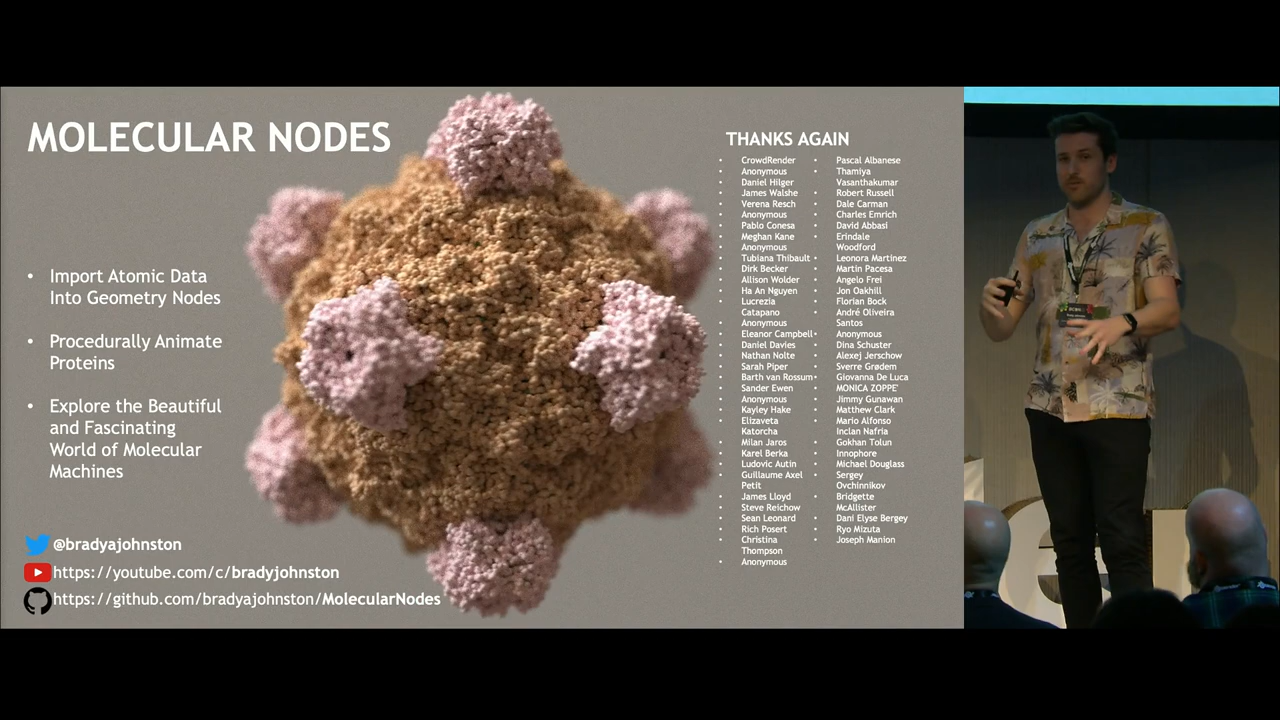 MOLECULAR NODES
• Import Atomic Data
Into Geometry Nodes
• Procedurally Animate
Proteins
• Explore the Beautiful
and Fascinating
World of Molecular
Machines
@bradyajohnston
https://youtube.com/c/bradyjohnston
https://github.com/bradyajohnston/MolecularNodes
THANKS AGAIN
• CrowdRender
• Anonymous
• Daniel Hilger
• James Walshe
• Verena Resch
• Anonymous
• Pablo Conesa
• Meghan Kane
• Anonymous
• Tubiana Thibault
• Dirk Becker
• Allison Wolder
• Ha An Nguyen
• Lucrezia
Catapano
• Anonymous
• Eleanor Campbell
• Daniel Davies
• Nathan Nolte
• Sarah Piper
• Barth van Rossum
• Sander Ewen
• Anonymous
• Kayley Hake
• Elizaveta
Katorcha
• Milan Jaros
• Karel Berka
• Ludovic Autin
• Guillaume Axel
Petit
• James Lloyd
• Steve Reichow
• Sean Leonard
• Rich Posert
• Christina
Thompson
• Anonymous
• Pascal Albanese
• Thamiya
Vasanthakumar
• Robert Russell
• Dale Carman
• Charles Emrich
• David Abbasi
• Erindale
Woodford
• Leonora Martinez
• Martin Pacesa
• Angelo Frei
• Jon Oakhill
• Florian Bock
• André Oliveira
Santos
• Anonymous
• Dina Schuster
• Alexej Jerschow
• Sverre Grødem
• Giovanna De Luca
• MONICA ZOPPE'
• Jimmy Gunawan
• Matthew Clark
• Mario Alfonso
Inclan Nafria
• Gokhan Tolun
• Innophore
• Michael Douglass
• Sergey
Ovchinnikov
• Bridgette
McAllister
• Dani Elyse Bergey
• Ryo Mizuta
• Joseph Manion